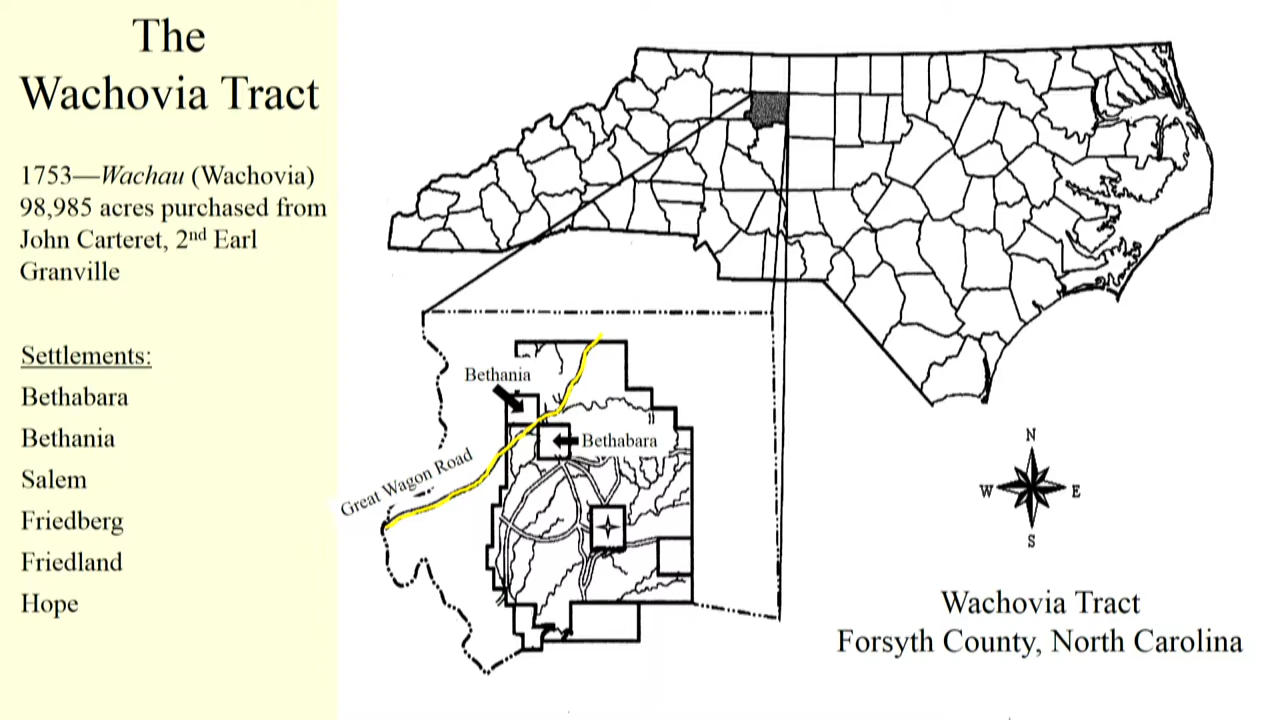 The
Wachovia Tract
1753—Wachau (Wachovia)
98,985 acres purchased from
John Carteret, 2nd Earl
Granville
Settlements:
Bethabara
Bethania
Salem
Friedberg
Friedland
Hope
Bethania
Bethabara
Great Wagon Road
N
W
E
S
Wachovia Tract
Forsyth County, North Carolina